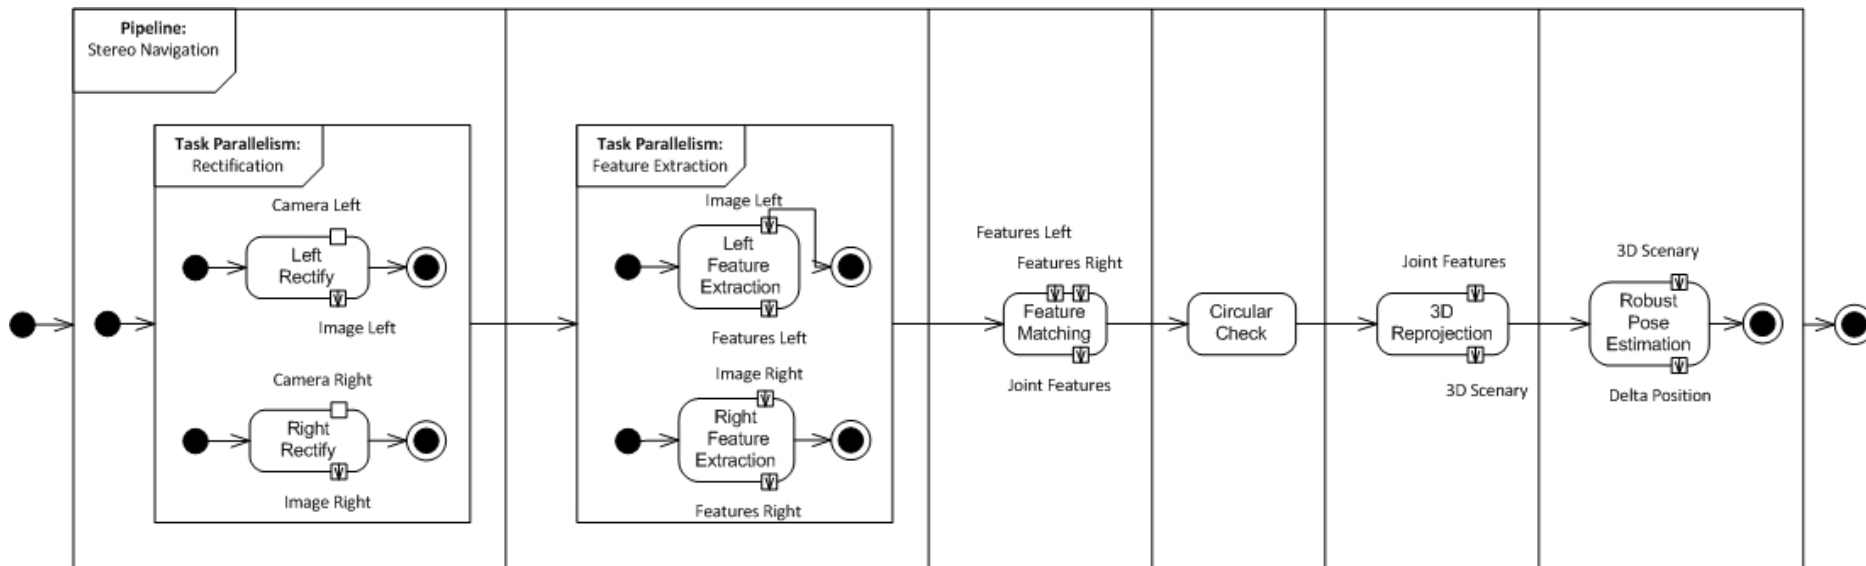 Pipeline:
Stereo Navigation
Task Parallelism:
Rectification
Camera Left
Left
Rectify
Image Left
Camera Right
Right
Rectify
Image Right
Task Parallelism:
Feature Extraction
Image Left
Left
Feature
Extraction
Features Left
Image Right
Right
Feature
Extraction
Features Right
Features Left
Features Right
Feature
Matching
Joint Features
Circular
Check
Joint Features
3D
Reprojection
3D Scenary
3D Scenary
Robust
Pose
Estimation
Delta Position